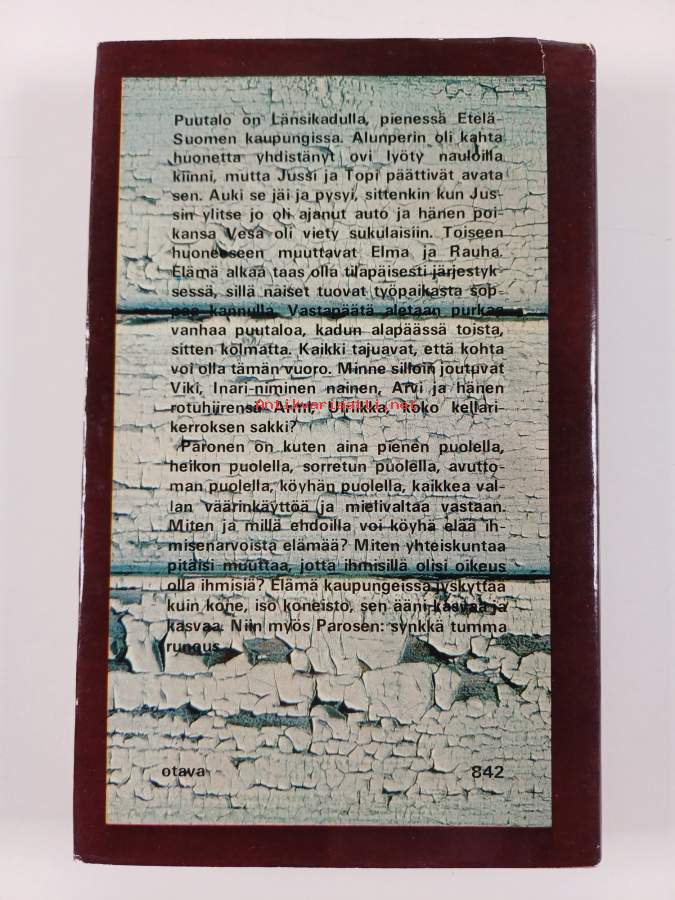 Puutalo on Länsikadulla, pienessä Etelä-
Suomen kaupungissa. Alunperin oli kahta
huonetta yhdistänyt ovi lyöty nauloilla
kiinni, mutta Jussi ja Topi päättivät avata
sen. Auki se jäi ja pysyi, sittenkin kun Jus-
sin ylitse jo oli ajanut auto ja hänen poi-
kansa Vesa oli viety sukulaisiin. Toiseen
huoneeseen muuttavat Elma ja Rauha.
Elämä alkaa taas olla tilapäisesti järjestyk-
sessä, sillä naiset tuovat työpaikasta sop-
paa kannulla. Vastapäätä aletaan purkaa
vanhaa puutaloa, kadun alapäässä toista,
sitten kolmatta. Kaikki tajuavat, että kohta
voi olla tämän vuoro. Minne silloin joutuvat
Viki, Inari-niminen nainen, Arvi ja hänen
rotuhiirensä Armi, Ulriikka, koko kellari-
Antikvariaatti.net
kerroksen sakki?
Paronen on kuten aina pienen puolella,
heikon puolella, sorretun puolella, avutto-
man puolella, köyhän puolella, kaikkea val-
lan väärinkäyttöä ja mielivaltaa vastaan.
Miten ja millä ehdoilla voi köyhä elää ih-
misenarvoista elämää? Miten yhteiskuntaa
pitäisi muuttaa, jotta ihmisillä olisi oikeus
olla ihmisiä? Elämä kaupungeissa jyskyttää
kuin kone, iso koneisto, sen ääni kasvaa ja
kasvaa. Niin myös Parosen: synkkä tumma
runous.
otava 842